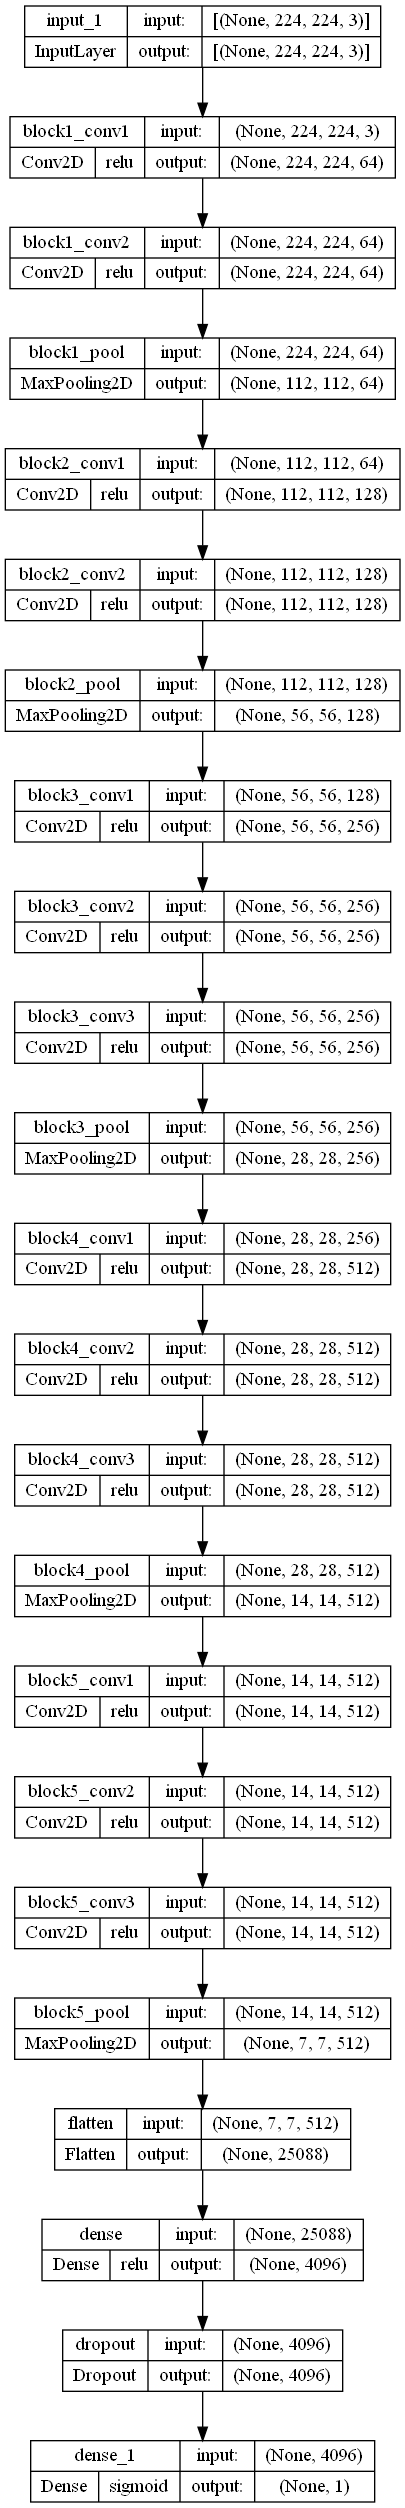 input_1 input: [(None, 224, 224, 3)]
InputLayer output: [(None, 224, 224, 3)]
block1_conv1 input: (None, 224, 224, 3)
Conv2D relu output: (None, 224, 224, 64)
block1_conv2 input: (None, 224, 224, 64)
Conv2D relu output: (None, 224, 224, 64)
block1_pool input: (None, 224, 224, 64)
MaxPooling2D output: (None, 112, 112, 64)
block2_conv1 input: (None, 112, 112, 64)
Conv2D relu output: (None, 112, 112, 128)
block2_conv2 input: (None, 112, 112, 128)
Conv2D relu output: (None, 112, 112, 128)
block2_pool input: (None, 112, 112, 128)
MaxPooling2D output: (None, 56, 56, 128)
block3_conv1 input: (None, 56, 56, 128)
Conv2D relu output: (None, 56, 56, 256)
block3_conv2 input: (None, 56, 56, 256)
Conv2D relu output: (None, 56, 56, 256)
block3_conv3 input: (None, 56, 56, 256)
Conv2D relu output: (None, 56, 56, 256)
block3_pool input: (None, 56, 56, 256)
MaxPooling2D output: (None, 28, 28, 256)
block4_conv1 input: (None, 28, 28, 256)
Conv2D relu output: (None, 28, 28, 512)
block4_conv2 input: (None, 28, 28, 512)
Conv2D relu output: (None, 28, 28, 512)
block4_conv3 input: (None, 28, 28, 512)
Conv2D relu output: (None, 28, 28, 512)
block4_pool input: (None, 28, 28, 512)
MaxPooling2D output: (None, 14, 14, 512)
block5_conv1 input: (None, 14, 14, 512)
Conv2D relu output: (None, 14, 14, 512)
block5_conv2 input: (None, 14, 14, 512)
Conv2D relu output: (None, 14, 14, 512)
block5_conv3 input: (None, 14, 14, 512)
Conv2D relu output: (None, 14, 14, 512)
block5_pool input: (None, 14, 14, 512)
MaxPooling2D output: (None, 7, 7, 512)
flatten input: (None, 7, 7, 512)
Flatten output: (None, 25088)
dense input: (None, 25088)
Dense relu output: (None, 4096)
dropout input: (None, 4096)
Dropout output: (None, 4096)
dense_1 input: (None, 4096)
Dense sigmoid output: (None, 1)